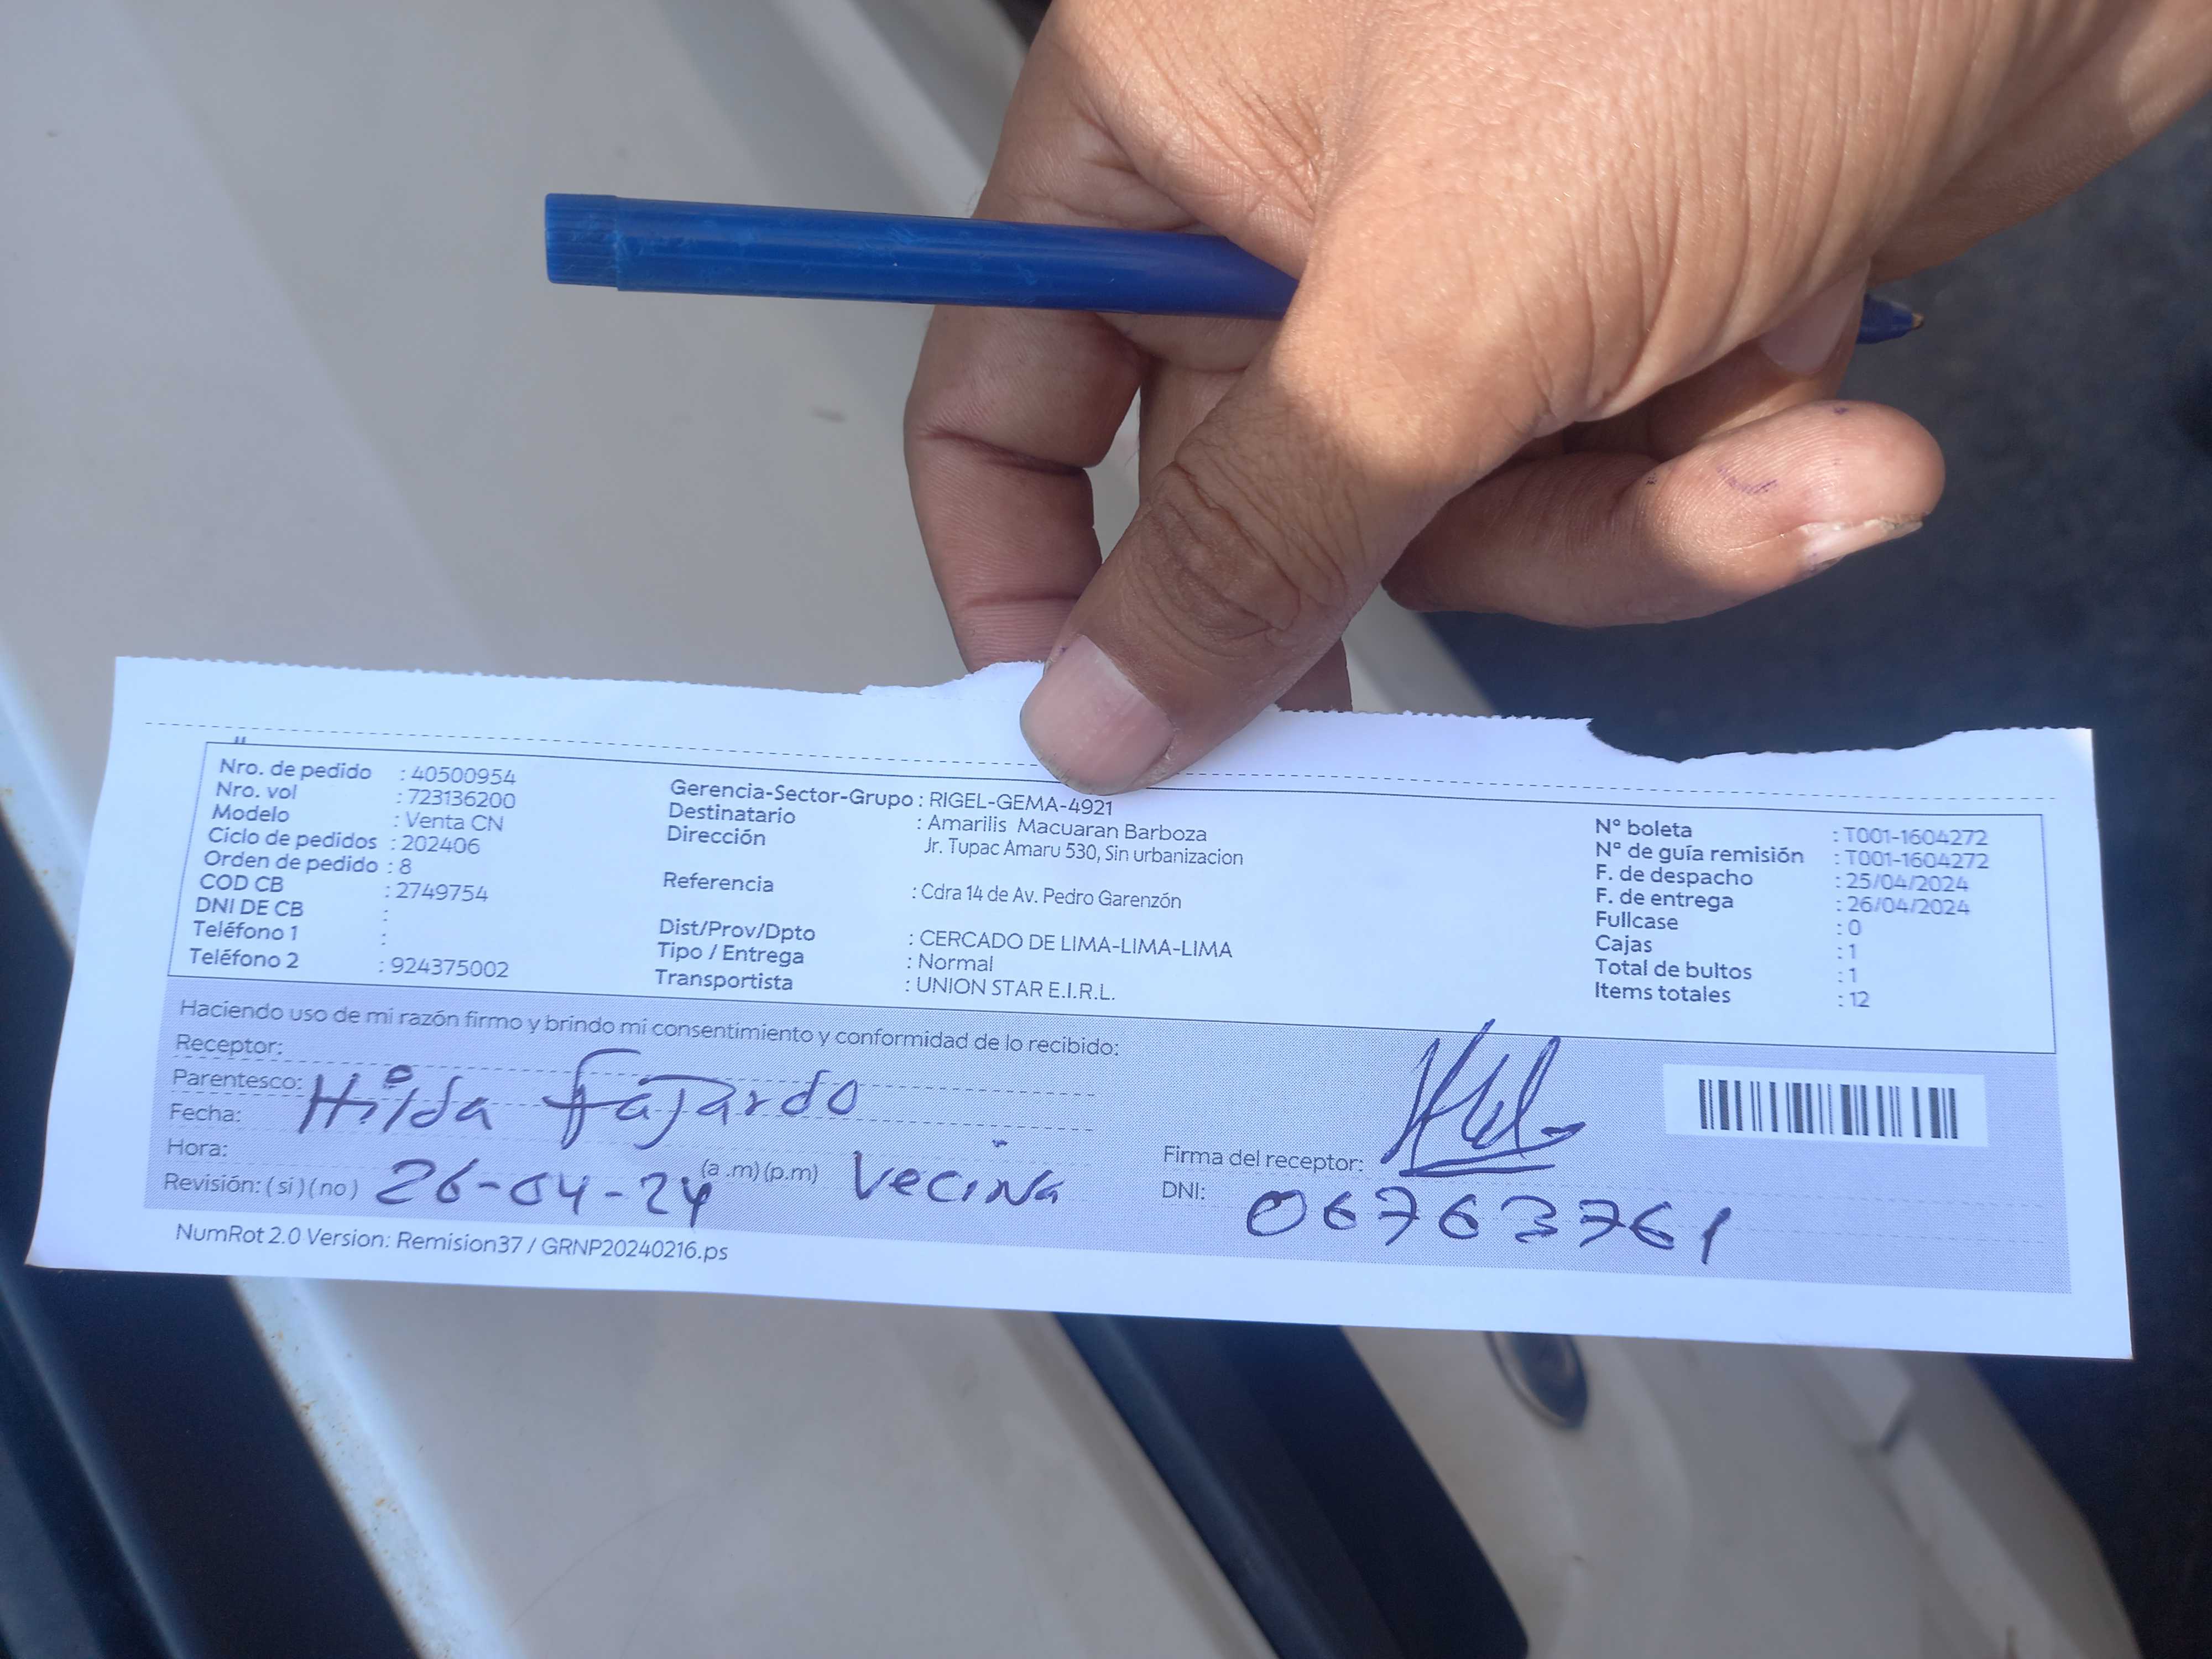 Nro. de pedido : 40500954
Nro. vol : 723136200
Modelo : Venta CN
Ciclo de pedidos : 202406
Orden de pedido : 8
COD CB : 2749754
DNI DE CB :
Teléfono 1 :
Teléfono 2 : 924375002
Gerencia-Sector-Grupo : RIGEL-GEMA-4921
Destinatario : Amarilis Macuaran Barboza
Dirección Jr. Tupac Amaru 530, Sin urbanizacion
Referencia : Cdra 14 de Av. Pedro Garenzón
Dist/Prov/Dpto : CERCADO DE LIMA-LIMA-LIMA
Tipo / Entrega : Normal
Transportista : UNION STAR E.I.R.L.
N° boleta : T001-1604272
N° de guía remisión : T001-1604272
F. de despacho : 25/04/2024
F. de entrega : 26/04/2024
Fullcase : 0
Cajas : 1
Total de bultos : 1
Items totales : 12
Haciendo uso de mi razón firmo y brindo mi consentimiento y conformidad de lo recibido:
Receptor:
Parentesco: Hilda Fajardo
Fecha:
Hora: (a .m) (p.m)
Revisión: ( si ) ( no ) 26-04-24 Vecina
Firma del receptor:
DNI: 06763761
NumRot 2.0 Version: Remision37 / GRNP20240216.ps